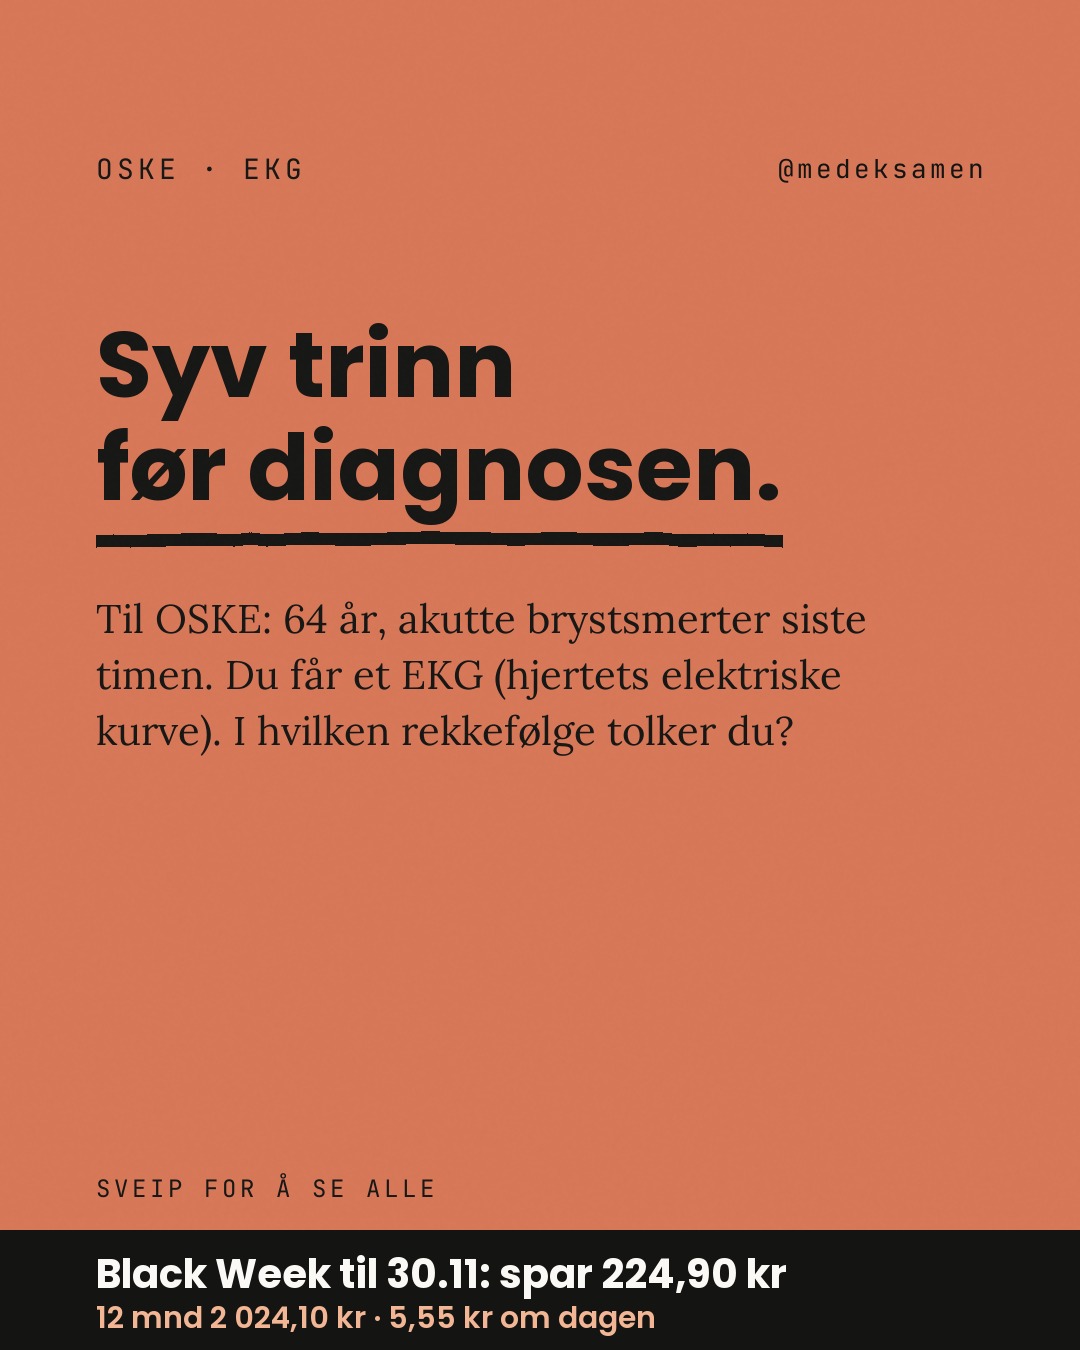 OSKE · EKG
@medeksamen
Syv trinn
før diagnosen.
Til OSKE: 64 år, akutte brystsmerter siste
timen. Du får et EKG (hjertets elektriske
kurve). I hvilken rekkefølge tolker du?
SVEIP FOR Å SE ALLE
Black Week til 30.11: spar 224,90 kr
12 mnd 2 024,10 kr · 5,55 kr om dagen